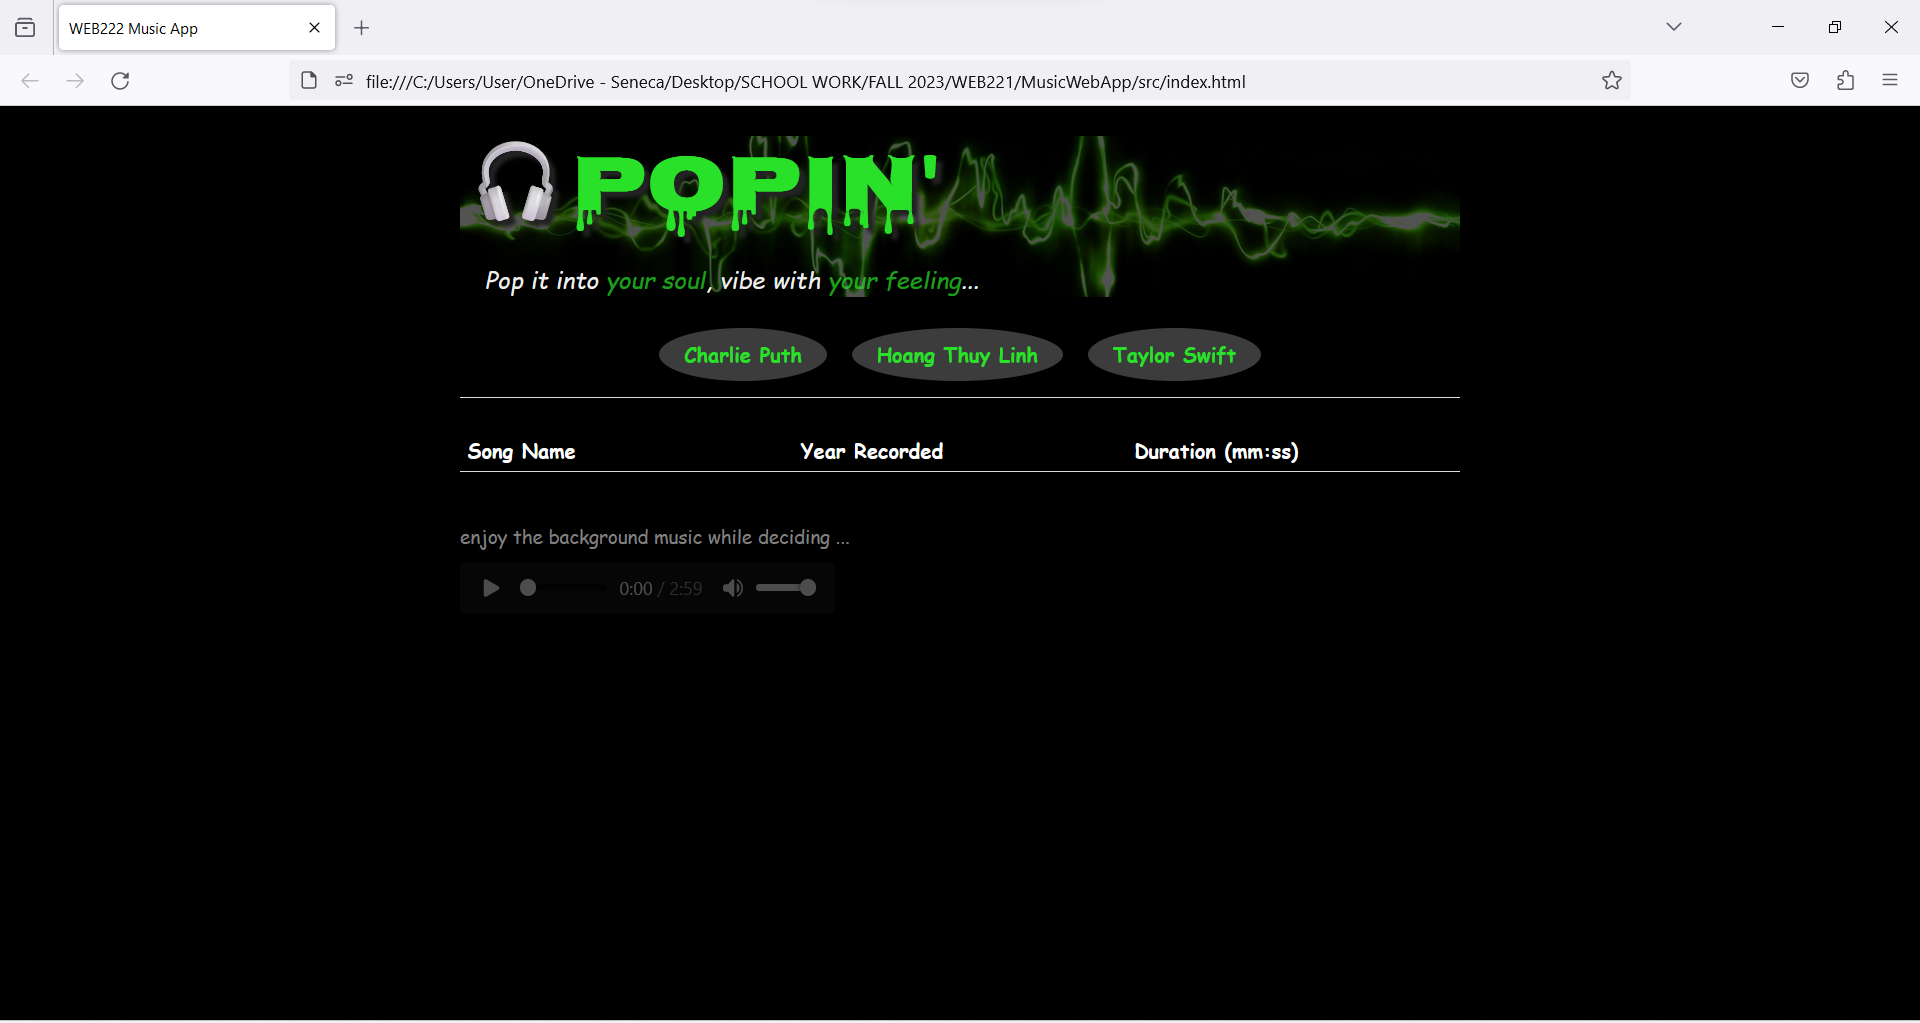 WEB222 Music App
file:///C:/Users/User/OneDrive - Seneca/Desktop/SCHOOL WORK/FALL 2023/WEB221/MusicWebApp/src/index.html
POPIN'
Pop it into your soul, vibe with your feeling...
Charlie Puth Hoang Thuy Linh Taylor Swift
Song Name Year Recorded Duration (mm:ss)
enjoy the background music while deciding ...
0:00 / 2:59